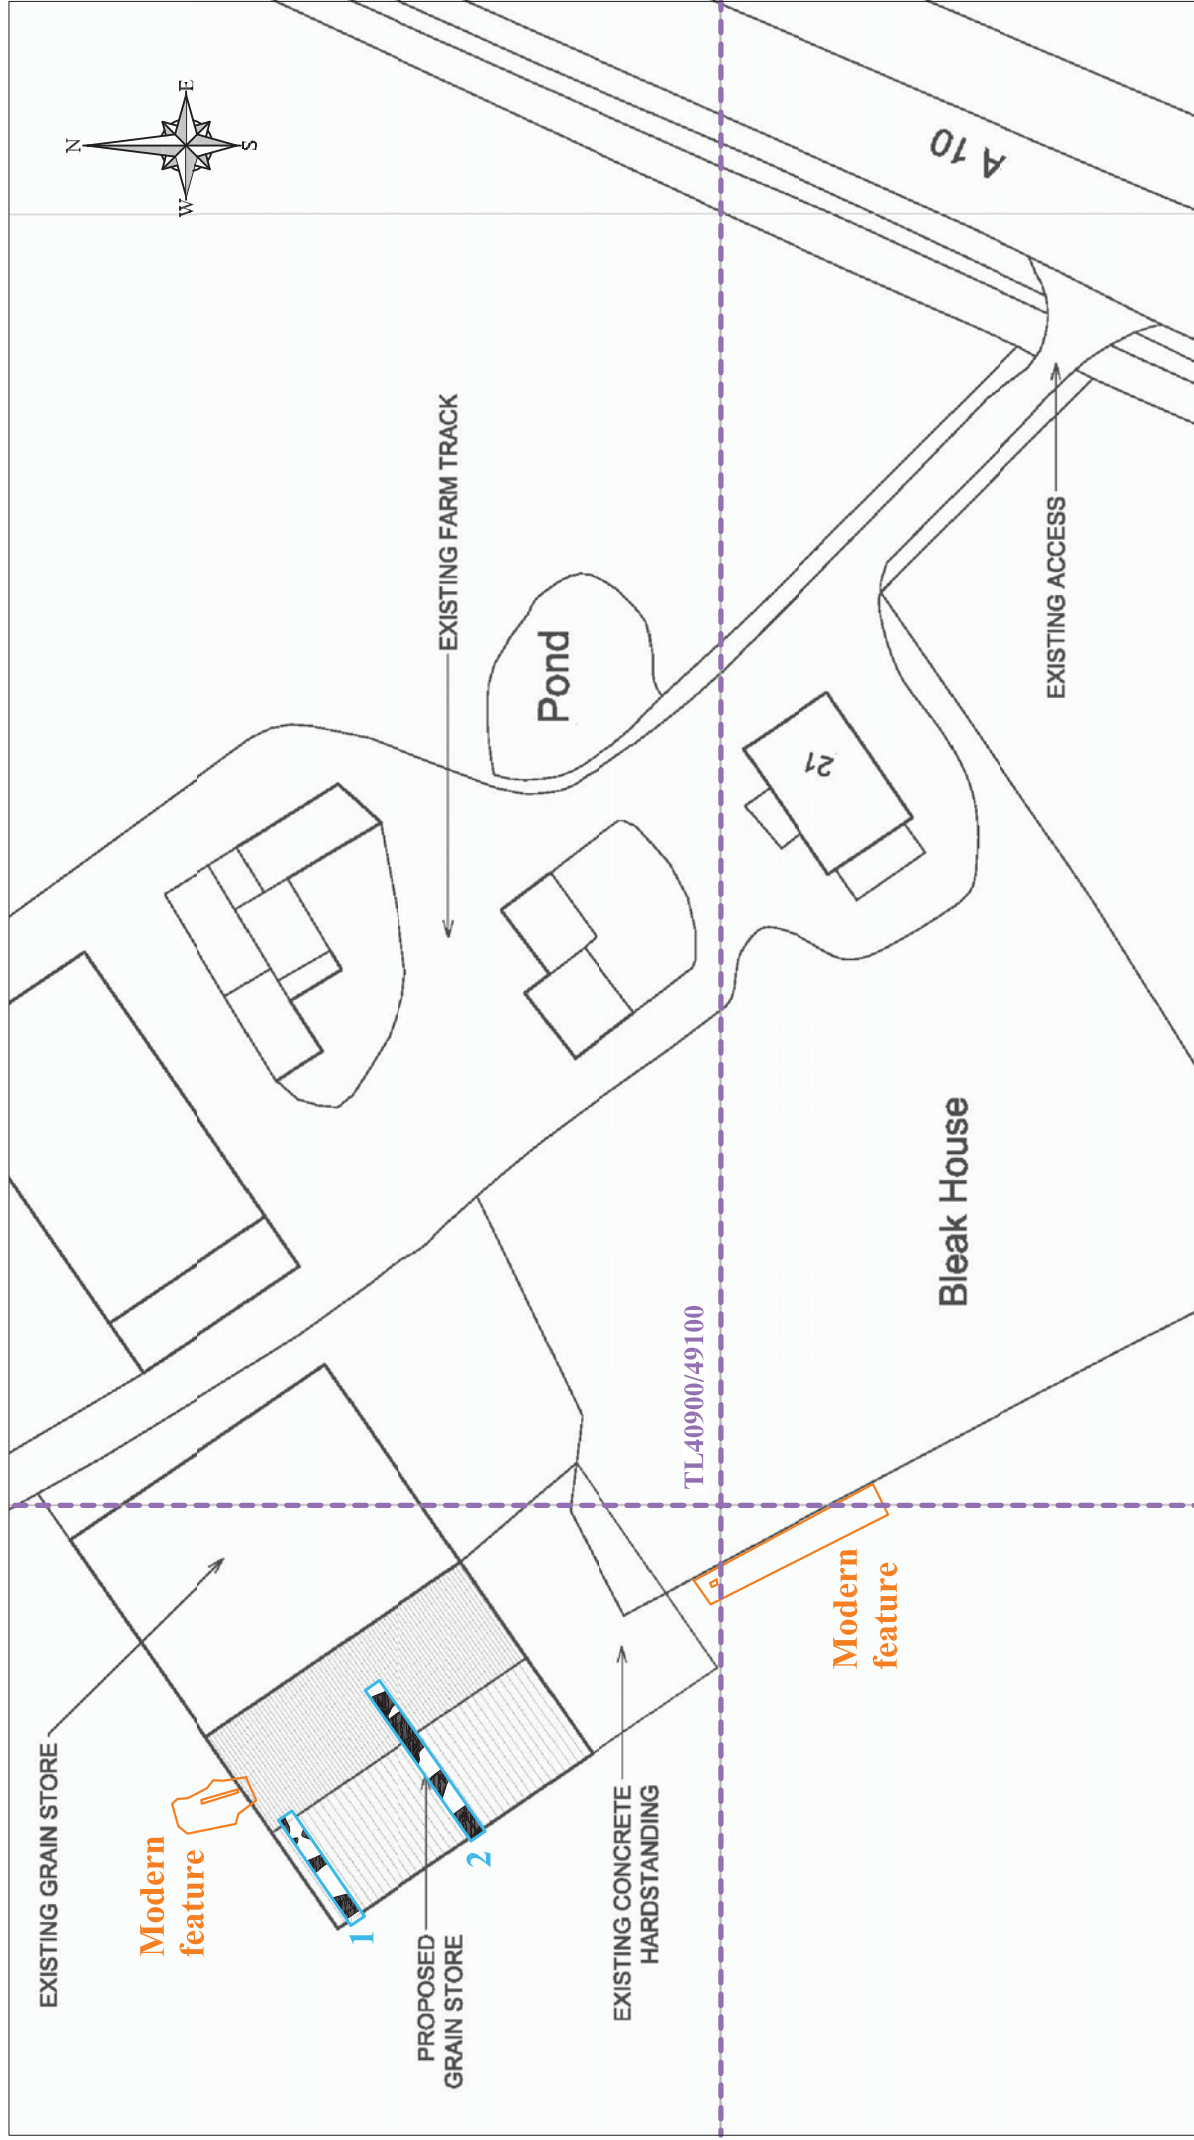 N
E
S
W
A 10
EXISTING FARM TRACK
Pond
EXISTING ACCESS
21
Bleak House
TL40900/49100
EXISTING GRAIN STORE
Modern
feature
Modern
feature
1
2
PROPOSED
GRAIN STORE
EXISTING CONCRETE
HARDSTANDING